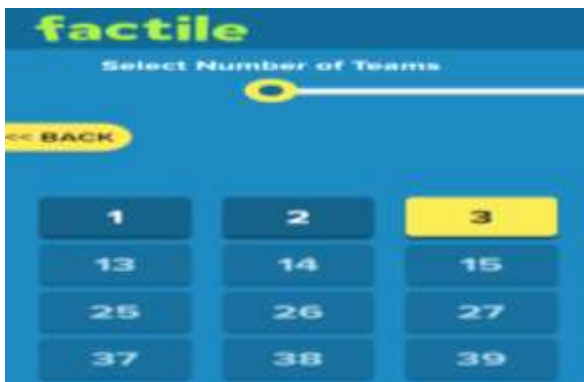 factile
Select Number of Teams
<< BACK
1 2 3
13 14 15
25 26 27
37 38 39